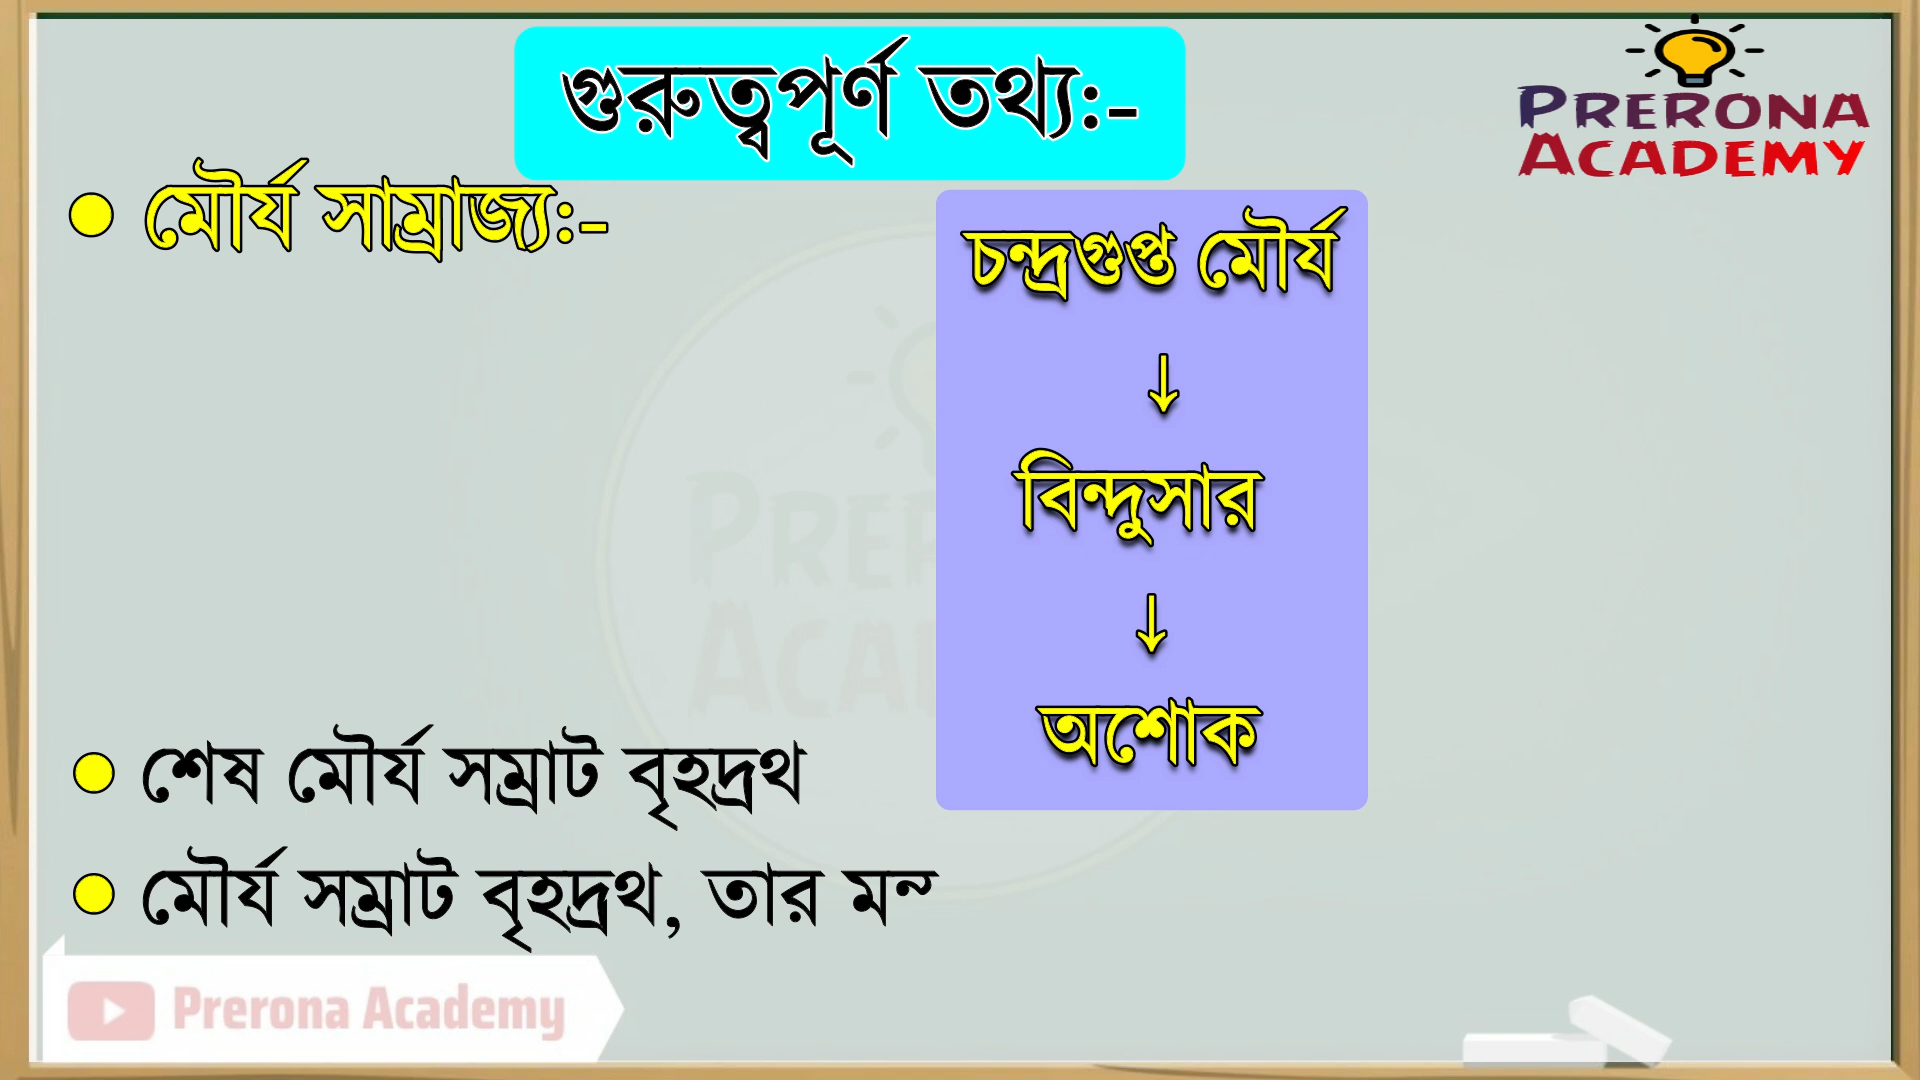 গুরুত্বপূর্ণ তথ্য:-
PRERONA
ACADEMY
মৌর্য সাম্রাজ্য:-
চন্দ্রগুপ্ত মৌর্য
↓
বিন্দুসার
↓
অশোক
শেষ মৌর্য সম্রাট বৃহদ্রথ
মৌর্য সম্রাট বৃহদ্রথ, তার
Prerona Academy